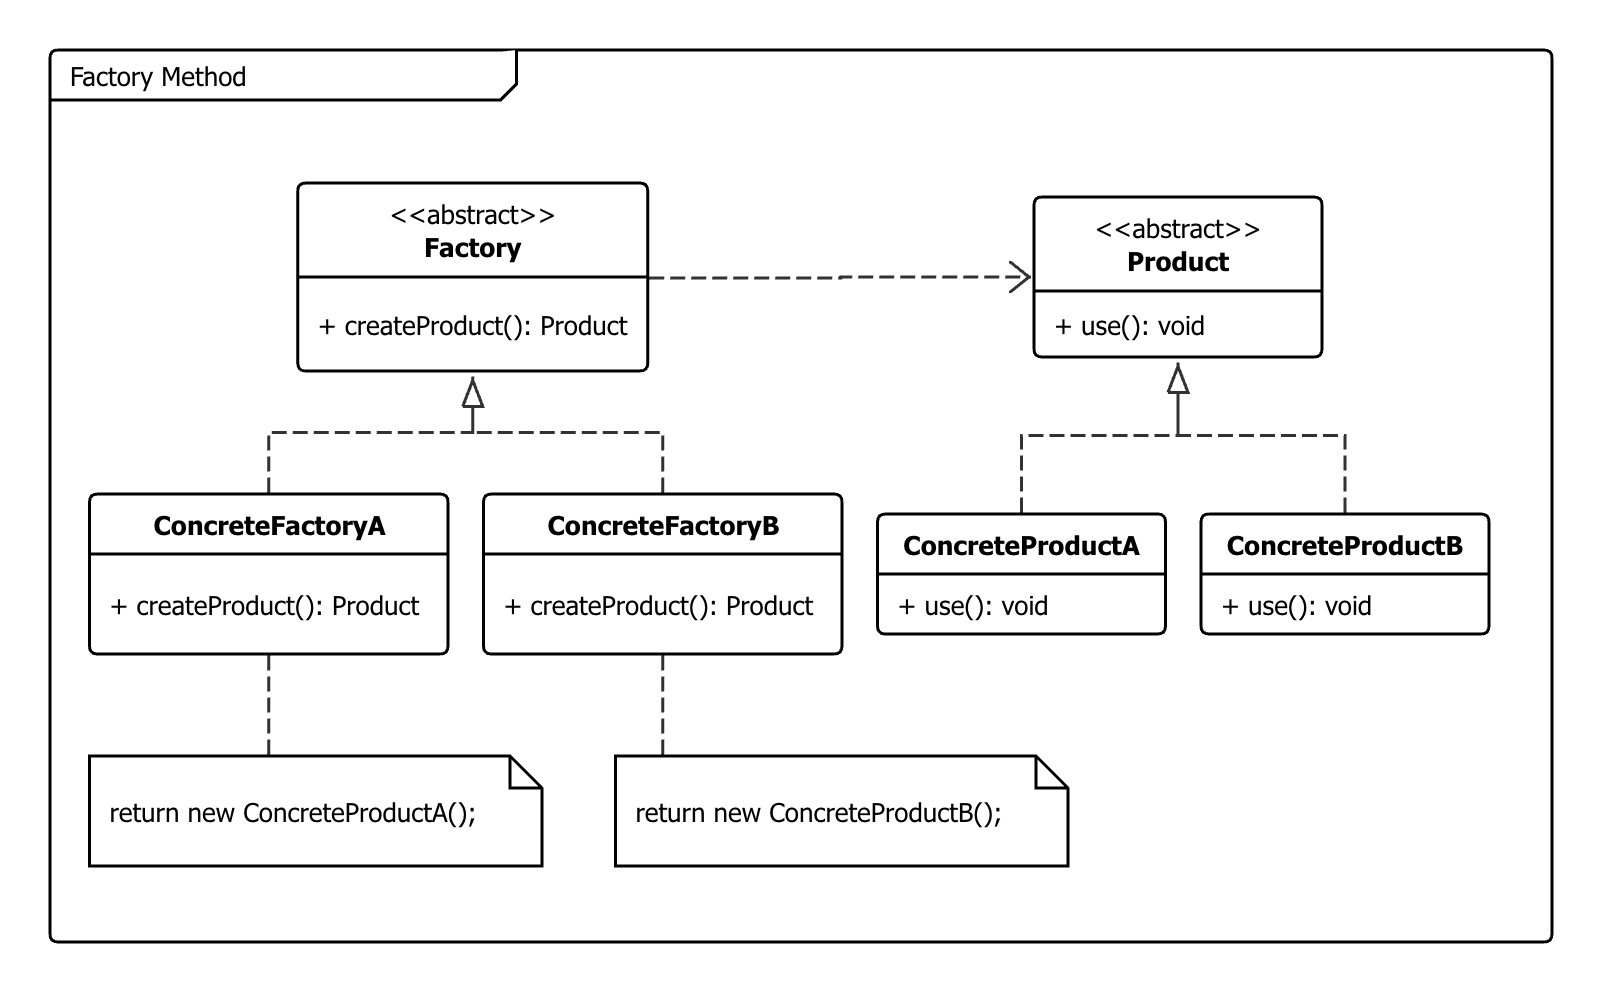 Factory Method
<<abstract>>
Factory
+ createProduct(): Product
<<abstract>>
Product
+ use(): void
ConcreteFactoryA
+ createProduct(): Product
ConcreteFactoryB
+ createProduct(): Product
ConcreteProductA
+ use(): void
ConcreteProductB
+ use(): void
return new ConcreteProductA();
return new ConcreteProductB();